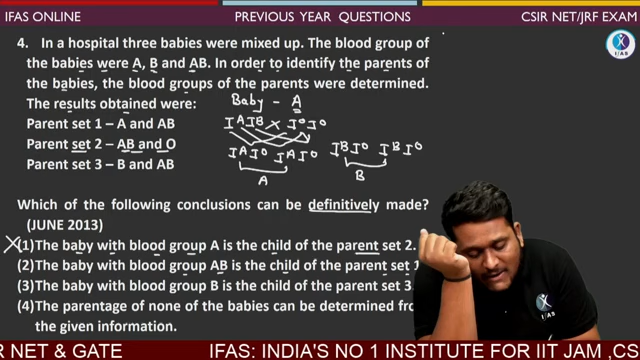 IFAS ONLINE
PREVIOUS YEAR QUESTIONS
CSIR NET/JRF EXAM
4. In a hospital three babies were mixed up. The blood group of
the babies were A, B and AB. In order to identify the parents of
the babies, the blood groups of the parents were determined.
The results obtained were:
Baby - A
Parent set 1 – A and AB
I^A I^B × I^O I^O
Parent set 2 – AB and O
I^A I^O I^A I^O I^B I^O I^B I^O
Parent set 3 – B and AB
A B
Which of the following conclusions can be definitively made?
(JUNE 2013)
X(1) The baby with blood group A is the child of the parent set 2.
(2) The baby with blood group AB is the child of the parent set 1
(3) The baby with blood group B is the child of the parent set 3.
(4) The parentage of none of the babies can be determined from
the given information.
IFAS
IFAS
R NET & GATE
IFAS: INDIA'S NO 1 INSTITUTE FOR IIT JAM ,CS